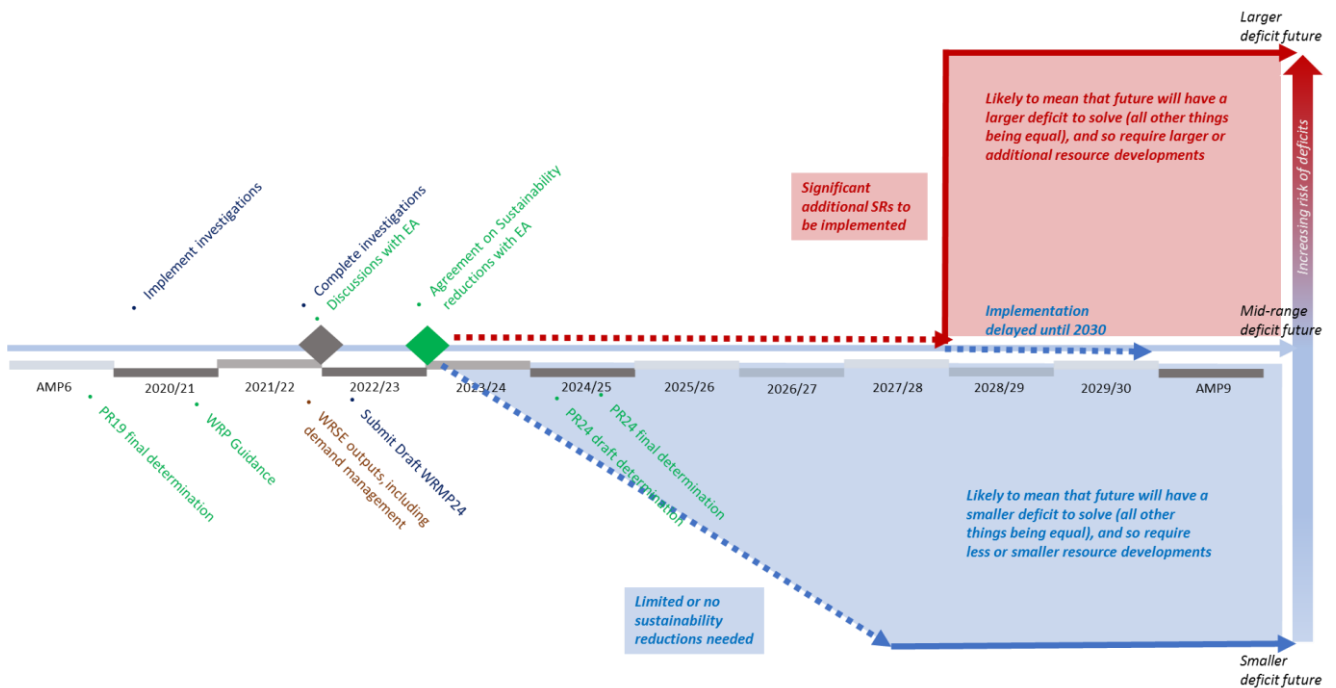 Larger
deficit future
Likely to mean that future will have a
larger deficit to solve (all other things
being equal), and so require larger or
additional resource developments
Increasing risk of deficits
Significant
additional SRs to
be implemented
• Implement investigations
• Complete investigations
• Discussions with EA
• Agreement on Sustainability
reductions with EA
Implementation
delayed until 2030
Mid-range
deficit future
AMP6
2020/21
2021/22
2022/23
2023/24
2024/25
2025/26
2026/27
2027/28
2028/29
2029/30
AMP9
• PR19 final determination
• WRP Guidance
• WRSE outputs, including
demand management
• Submit Draft WRMP24
• PR24 draft determination
• PR24 final determination
Likely to mean that future will have a
smaller deficit to solve (all other
things being equal), and so require
less or smaller resource developments
Limited or no
sustainability
reductions needed
Smaller
deficit future